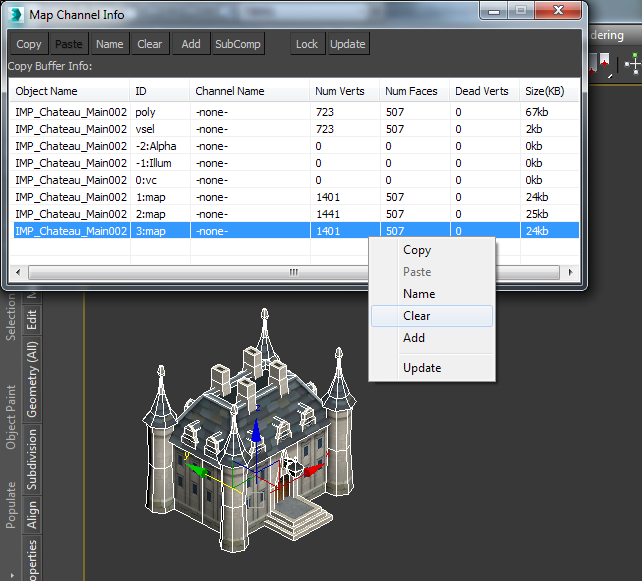 Map Channel Info
dering
Copy Paste Name Clear Add SubComp Lock Update
Copy Buffer Info:
Object Name ID Channel Name Num Verts Num Faces Dead Verts Size(KB)
IMP_Chateau_Main002 poly -none- 723 507 0 67kb
IMP_Chateau_Main002 vsel -none- 723 507 0 2kb
IMP_Chateau_Main002 -2:Alpha -none- 0 0 0 0kb
IMP_Chateau_Main002 -1:Illum -none- 0 0 0 0kb
IMP_Chateau_Main002 0:vc -none- 0 0 0 0kb
IMP_Chateau_Main002 1:map -none- 1401 507 0 24kb
IMP_Chateau_Main002 2:map -none- 1441 507 0 25kb
IMP_Chateau_Main002 3:map -none- 1401 507 0 24kb
Copy
Paste
Name
Clear
Add
Update
Selection
Object Paint
Populate
Edit
Geometry (All)
Subdivision
Align
operties
z
y
x